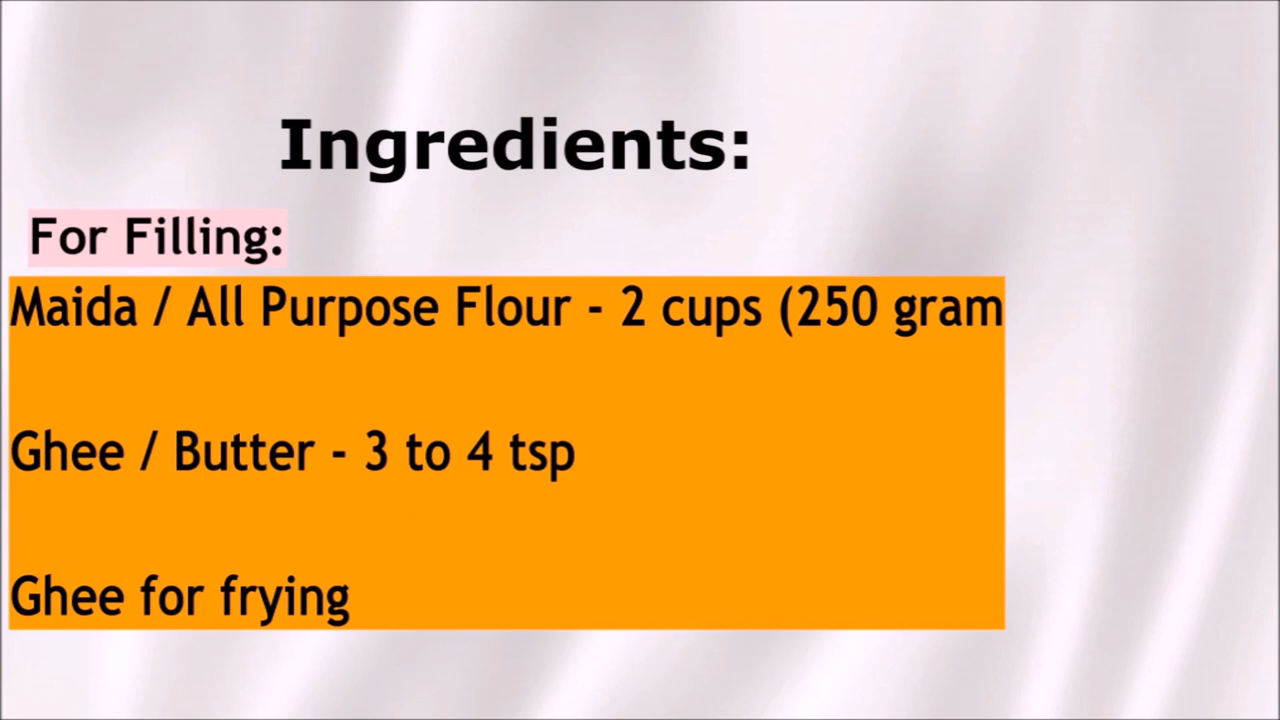 Ingredients:
For Filling:
Maida / All Purpose Flour - 2 cups (250 gram
Ghee / Butter - 3 to 4 tsp
Ghee for frying